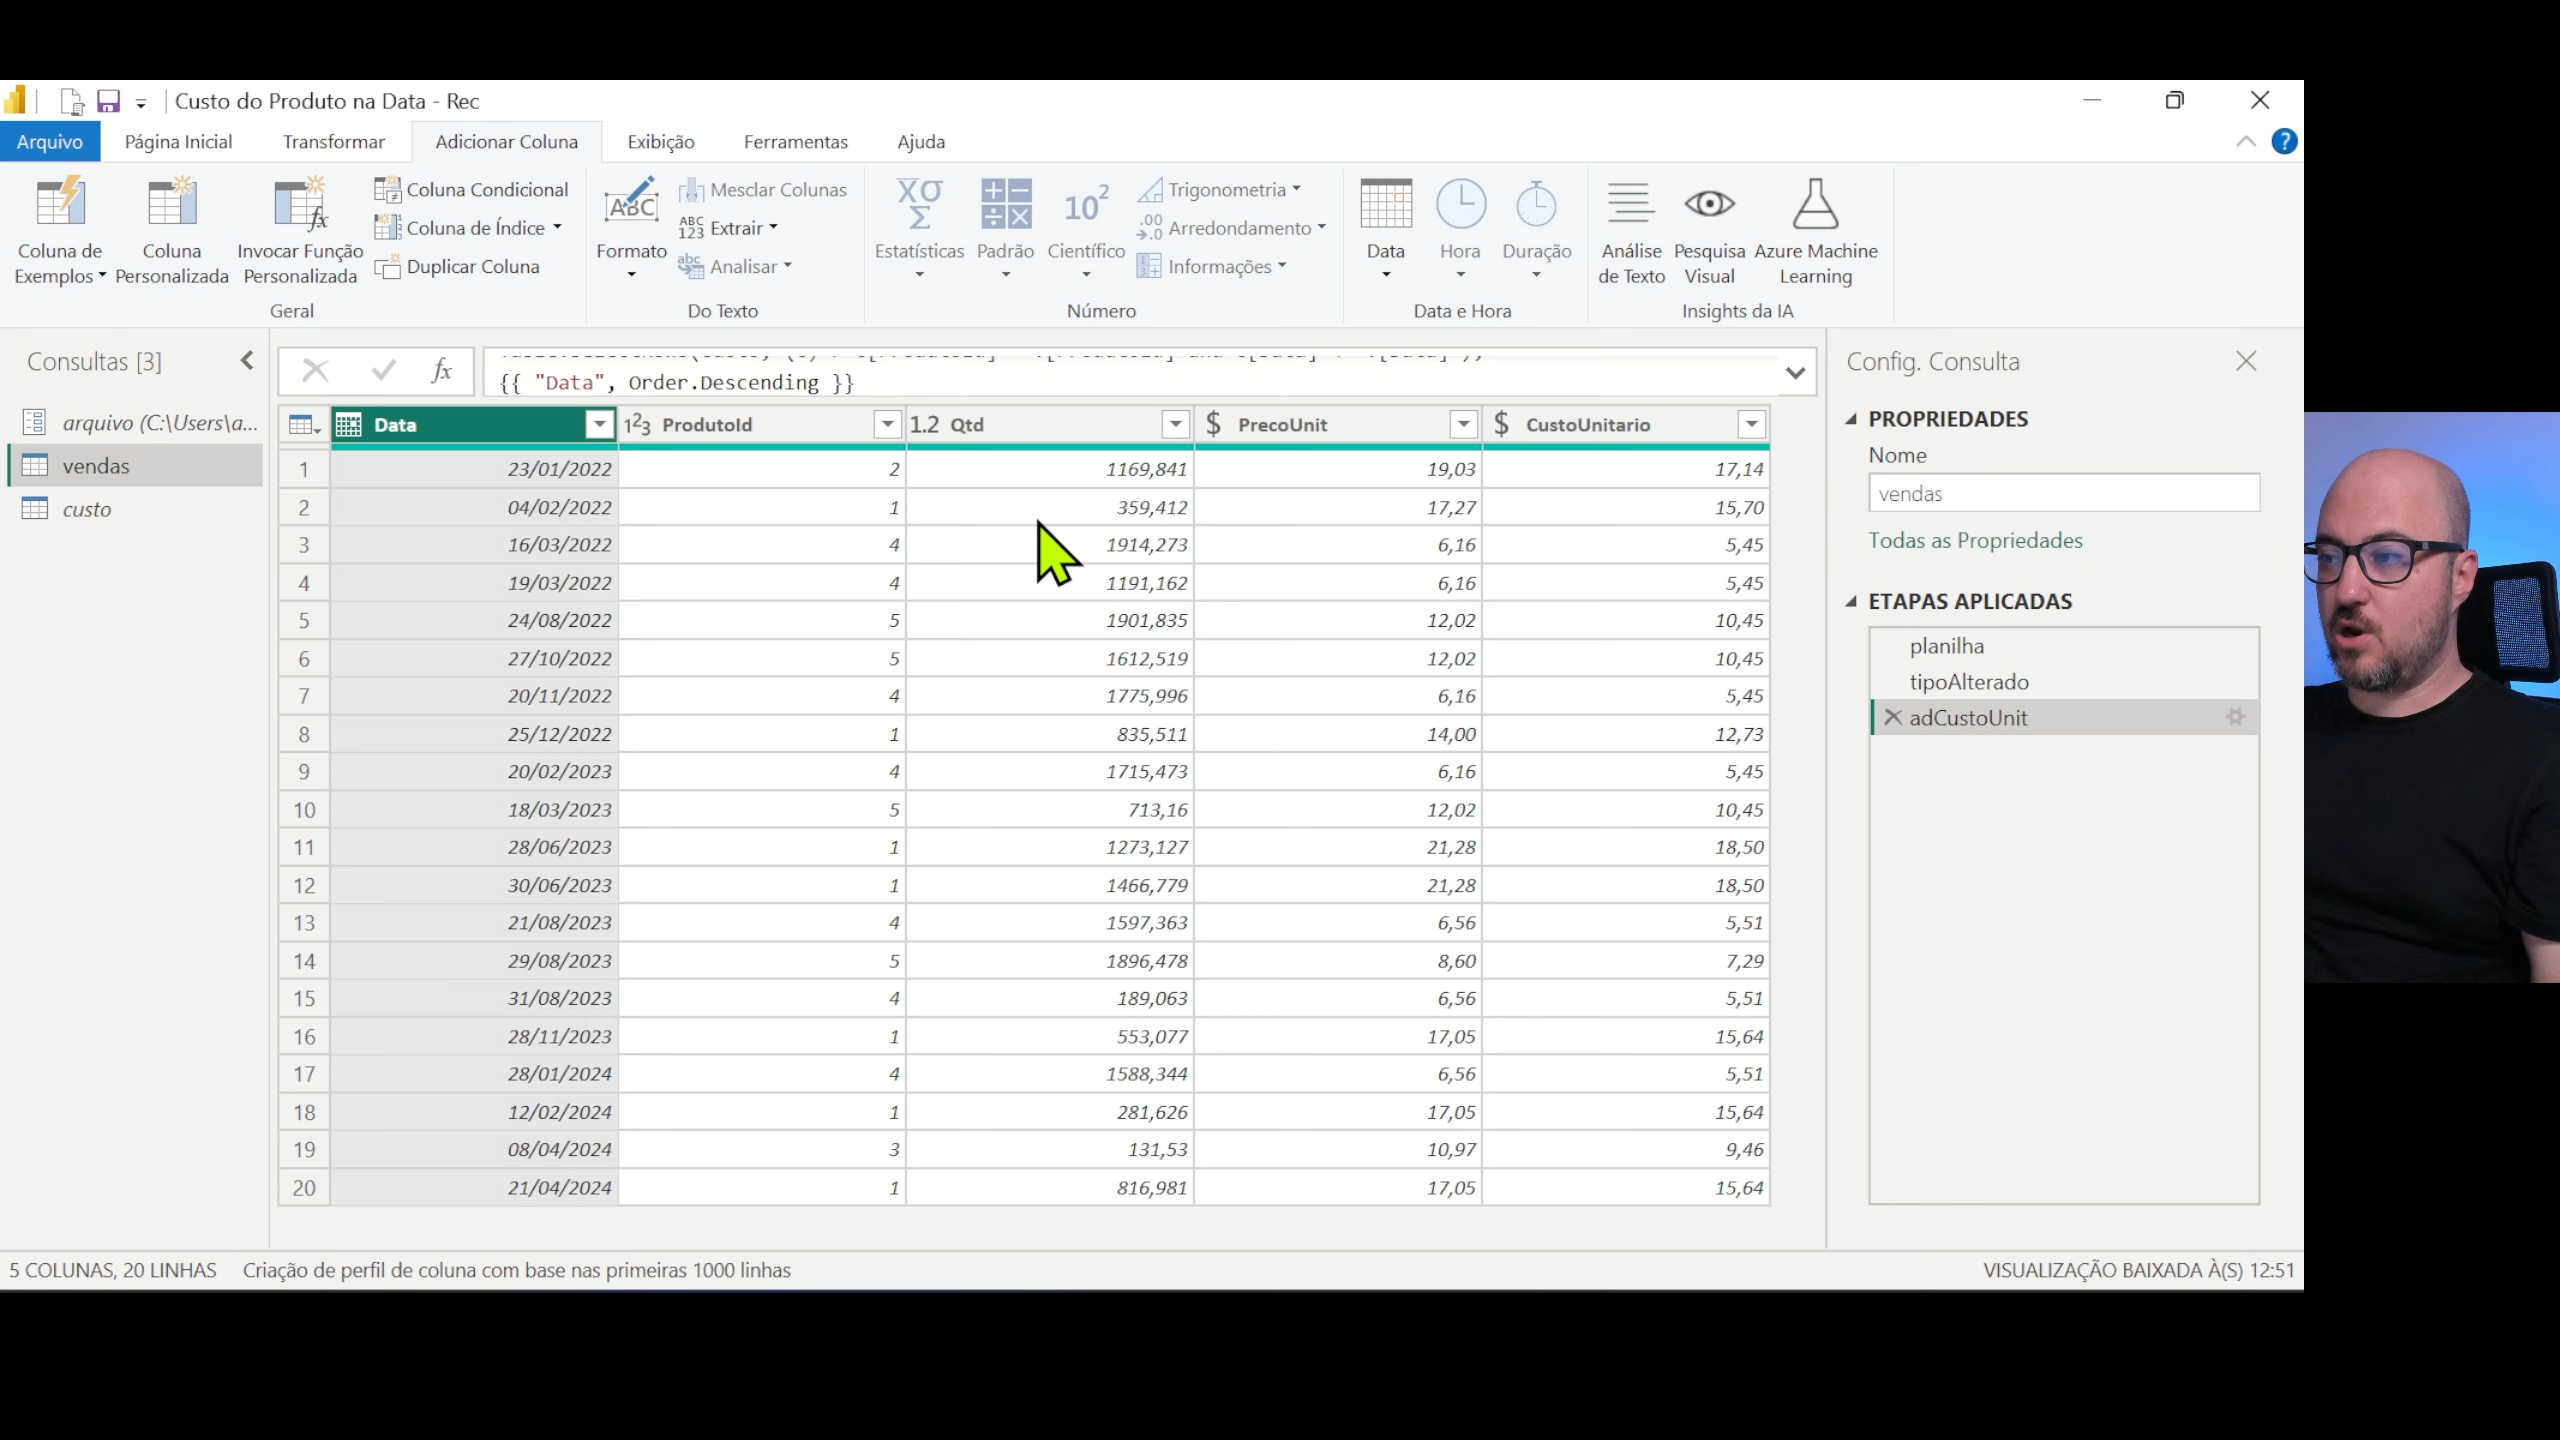 Custo do Produto na Data - Rec
Arquivo Página Inicial Transformar Adicionar Coluna Exibição Ferramentas Ajuda
Coluna de Exemplos
Coluna Personalizada
Invocar Função Personalizada
Coluna Condicional
Coluna de Índice
Duplicar Coluna
Geral
Formato
Mesclar Colunas
Extrair
Analisar
Do Texto
Estatísticas
Padrão
Científico
Trigonometria
Arredondamento
Informações
Número
Data
Hora
Duração
Data e Hora
Análise de Texto
Pesquisa Visual
Azure Machine Learning
Insights da IA
Consultas [3]
arquivo (C:\Users\a...
vendas
custo
{{ "Data", Order.Descending }}
Data 123 ProdutoId 1.2 Qtd $ PrecoUnit $ CustoUnitario
1 23/01/2022 2 1169,841 19,03 17,14
2 04/02/2022 1 359,412 17,27 15,70
3 16/03/2022 4 1914,273 6,16 5,45
4 19/03/2022 4 1191,162 6,16 5,45
5 24/08/2022 5 1901,835 12,02 10,45
6 27/10/2022 5 1612,519 12,02 10,45
7 20/11/2022 4 1775,996 6,16 5,45
8 25/12/2022 1 835,511 14,00 12,73
9 20/02/2023 4 1715,473 6,16 5,45
10 18/03/2023 5 713,16 12,02 10,45
11 28/06/2023 1 1273,127 21,28 18,50
12 30/06/2023 1 1466,779 21,28 18,50
13 21/08/2023 4 1597,363 6,56 5,51
14 29/08/2023 5 1896,478 8,60 7,29
15 31/08/2023 4 189,063 6,56 5,51
16 28/11/2023 1 553,077 17,05 15,64
17 28/01/2024 4 1588,344 6,56 5,51
18 12/02/2024 1 281,626 17,05 15,64
19 08/04/2024 3 131,53 10,97 9,46
20 21/04/2024 1 816,981 17,05 15,64
Config. Consulta
PROPRIEDADES
Nome
vendas
Todas as Propriedades
ETAPAS APLICADAS
planilha
tipoAlterado
adCustoUnit
5 COLUNAS, 20 LINHAS Criação de perfil de coluna com base nas primeiras 1000 linhas
VISUALIZAÇÃO BAIXADA À(S) 12:51